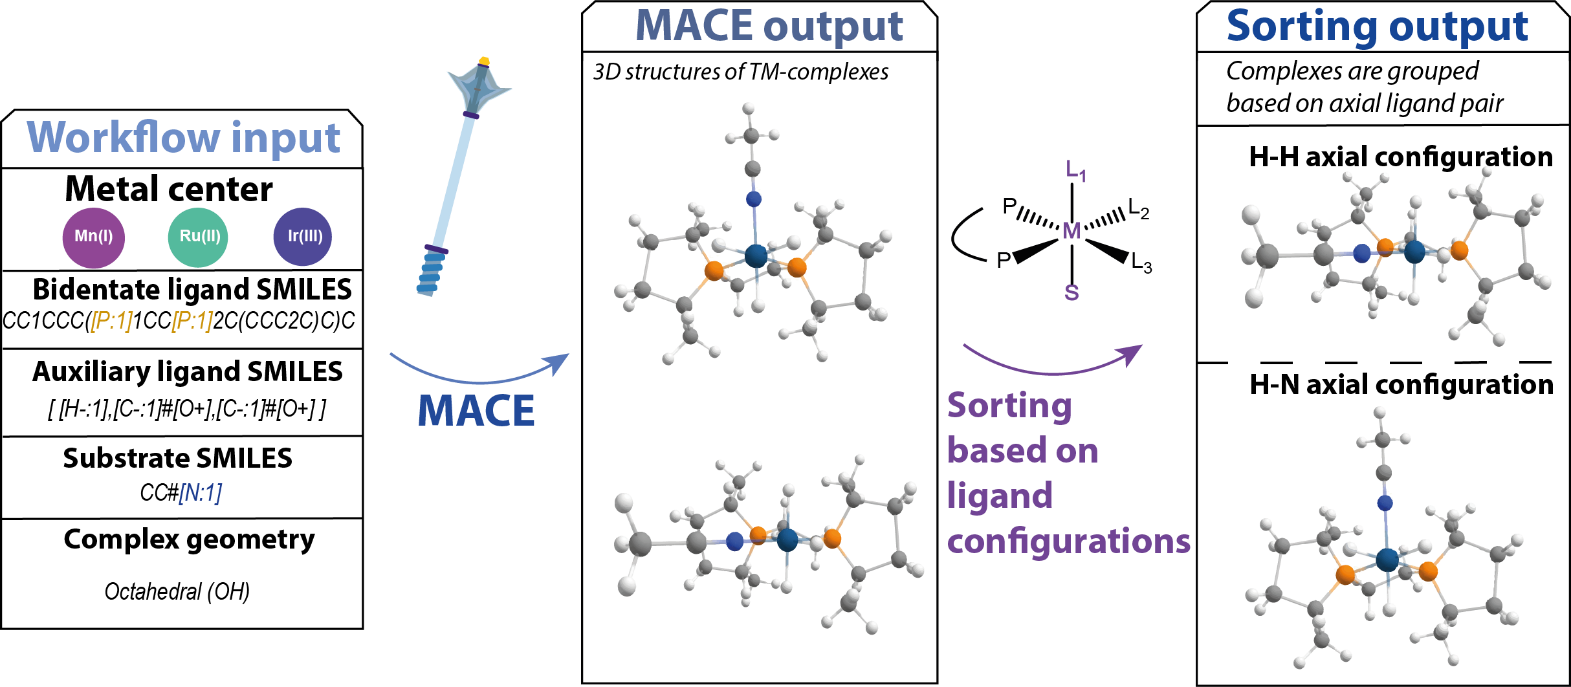 Workflow input
Metal center
Mn(I)
Ru(II)
Ir(III)
Bidentate ligand SMILES
CC1CCC([P:1]1CC[P:1]2C(CCC2C)C)C
Auxiliary ligand SMILES
[ [H-:1],[C-:1]#[O+],[C-:1]#[O+] ]
Substrate SMILES
CC#[N:1]
Complex geometry
Octahedral (OH)
MACE
MACE output
3D structures of TM-complexes
L1
P
L2
M
P
L3
S
Sorting
based on
ligand
configurations
Sorting output
Complexes are grouped
based on axial ligand pair
H-H axial configuration
H-N axial configuration